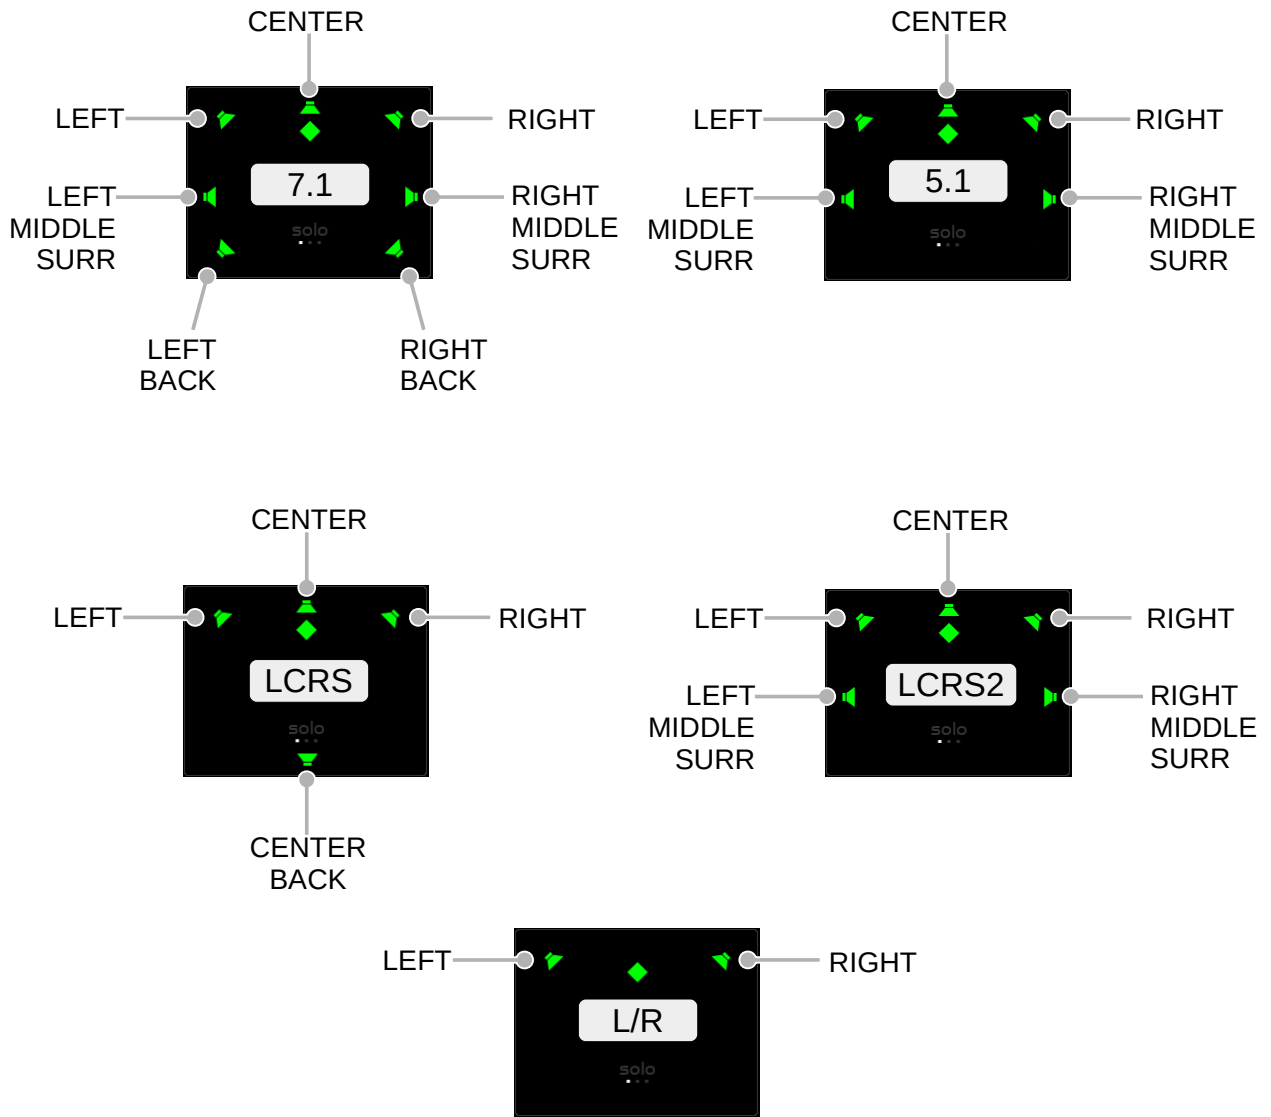 CENTER
LEFT
RIGHT
7.1
LEFT
MIDDLE
SURR
RIGHT
MIDDLE
SURR
solo
LEFT
BACK
RIGHT
BACK
CENTER
LEFT
RIGHT
5.1
LEFT
MIDDLE
SURR
RIGHT
MIDDLE
SURR
solo
CENTER
LEFT
RIGHT
LCRS
solo
CENTER
BACK
CENTER
LEFT
RIGHT
LCRS2
LEFT
MIDDLE
SURR
RIGHT
MIDDLE
SURR
solo
LEFT
RIGHT
L/R
solo